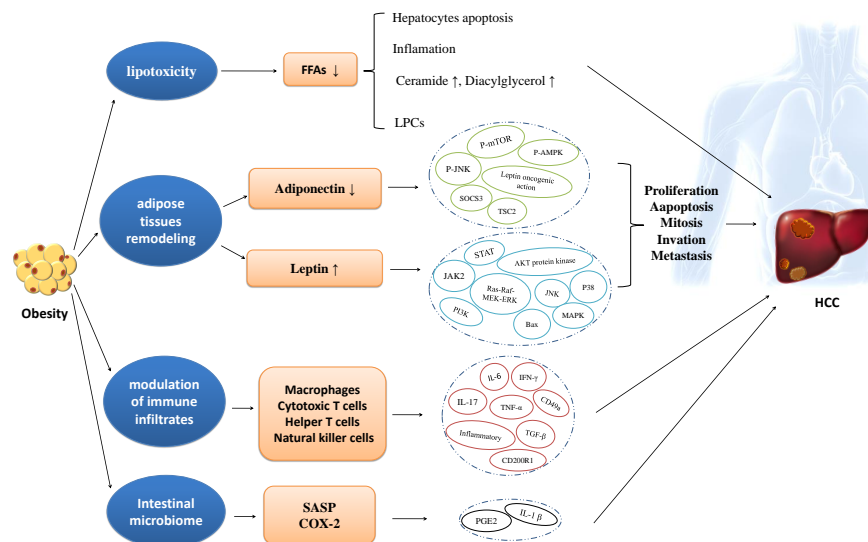 Hepatocytes apoptosis
Inflamation
lipotoxicity
FFAs ↓
Ceramide ↑, Diacylglycerol ↑
LPCs
P-mTOR
P-AMPK
P-JNK
Leptin oncogenic
action
SOCS3
TSC2
adipose
tissues
remodeling
Adiponectin ↓
Leptin ↑
STAT
AKT protein kinase
JAK2
Ras-Raf-
MEK-ERK
JNK
P38
PI3K
Bax
MAPK
Proliferation
Aapoptosis
Mitosis
Invation
Metastasis
Obesity
HCC
modulation
of immune
infiltrates
Macrophages
Cytotoxic T cells
Helper T cells
Natural killer cells
IL-6
IFN-γ
IL-17
TNF-α
CD49a
Inflammatory
TGF-β
CD200R1
Intestinal
microbiome
SASP
COX-2
PGE2
IL-1 β